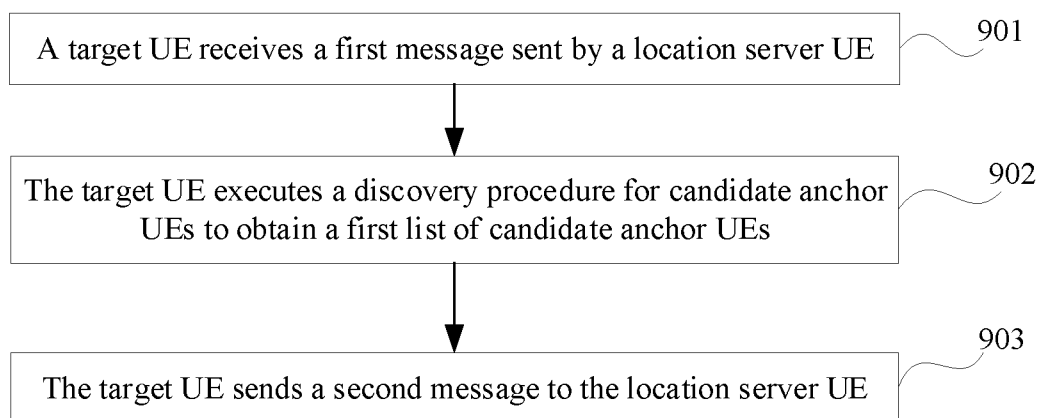 A target UE receives a first message sent by a location server UE
901
The target UE executes a discovery procedure for candidate anchor
UEs to obtain a first list of candidate anchor UEs
902
The target UE sends a second message to the location server UE
903